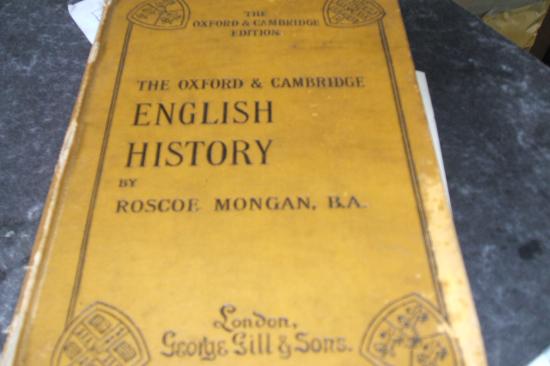 THE
OXFORD & CAMBRIDGE
EDITION.
THE OXFORD & CAMBRIDGE
ENGLISH
HISTORY
BY
ROSCOE MONGAN, B.A.
London,
George Gill & Sons.